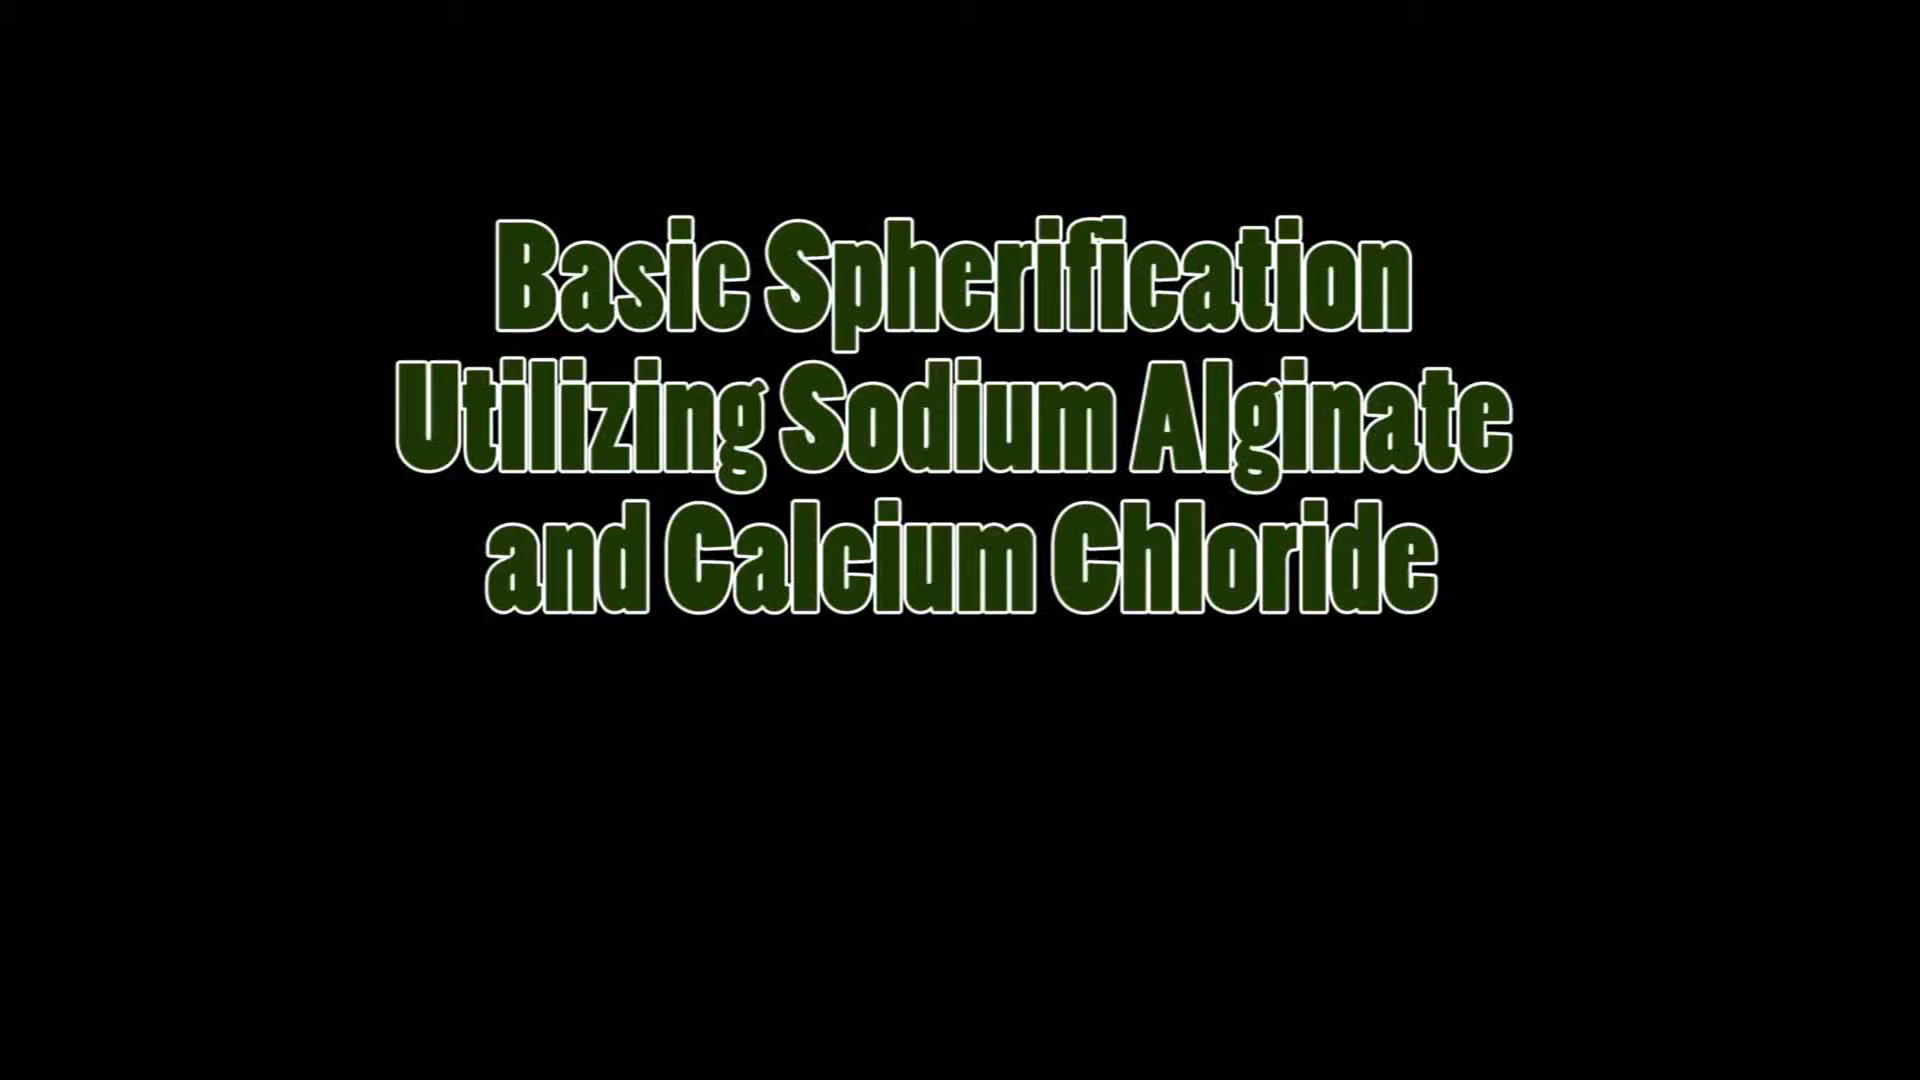 Basic Spherification
Utilizing Sodium Alginate
and Calcium Chloride